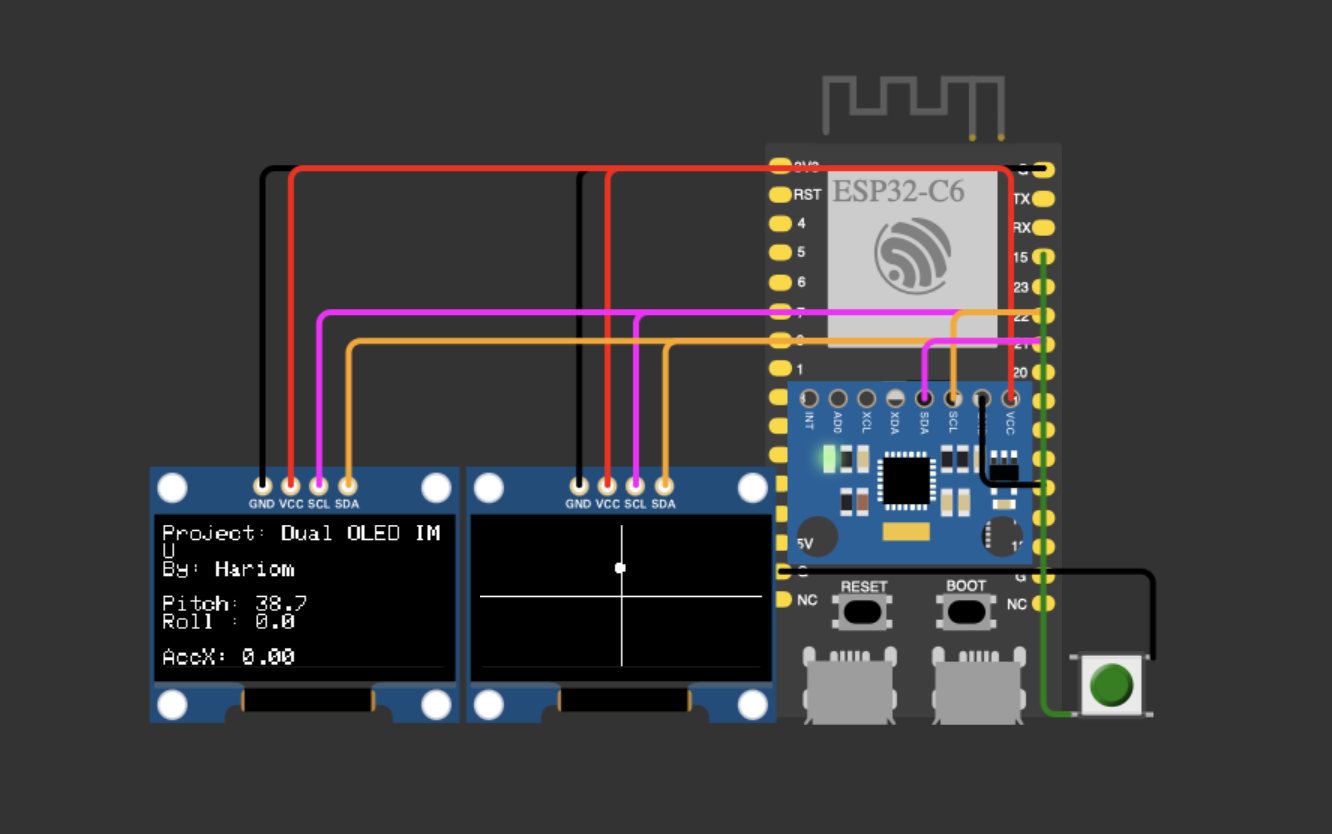 3V3
RST
4
5
6
7
1
5V
G
NC
ESP32-C6
G
TX
RX
15
23
22
21
20
G
NC
INT
AD0
XCL
XDA
SDA
SCL
VCC
RESET
BOOT
GND VCC SCL SDA
Project: Dual OLED IM
U
By: Hariom
Pitch: 38.7
Roll : 0.0
AccX: 0.00
GND VCC SCL SDA